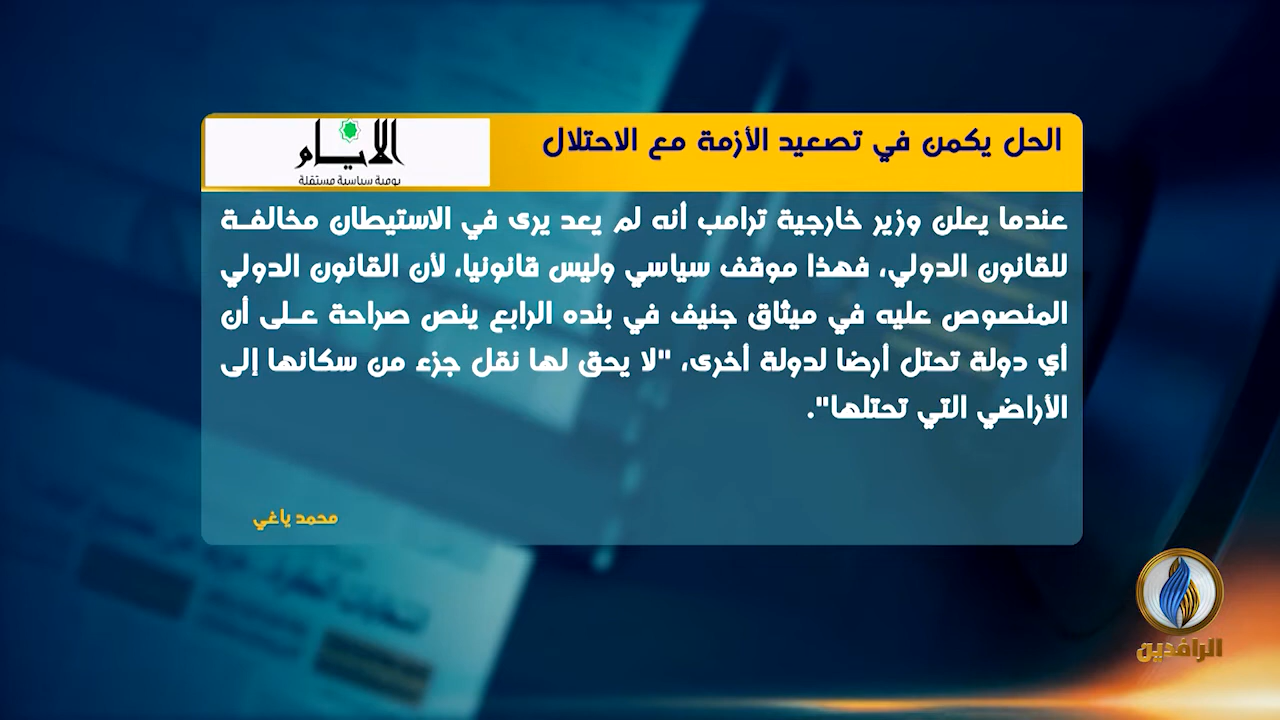 الحل يكمن في تصعيد الأزمة مع الاحتلال
الايام
يومية سياسية مستقلة
عندما يعلن وزير خارجية ترامب أنه لم يعد يرى في الاستيطان مخالفة
للقانون الدولي، فهذا موقف سياسي وليس قانونيا، لأن القانون الدولي
المنصوص عليه في ميثاق جنيف في بنده الرابع ينص صراحة على أن
أي دولة تحتل أرضا لدولة أخرى، "لا يحق لها نقل جزء من سكانها إلى
الأراضي التي تحتلها".
محمد ياغي
الرافدين